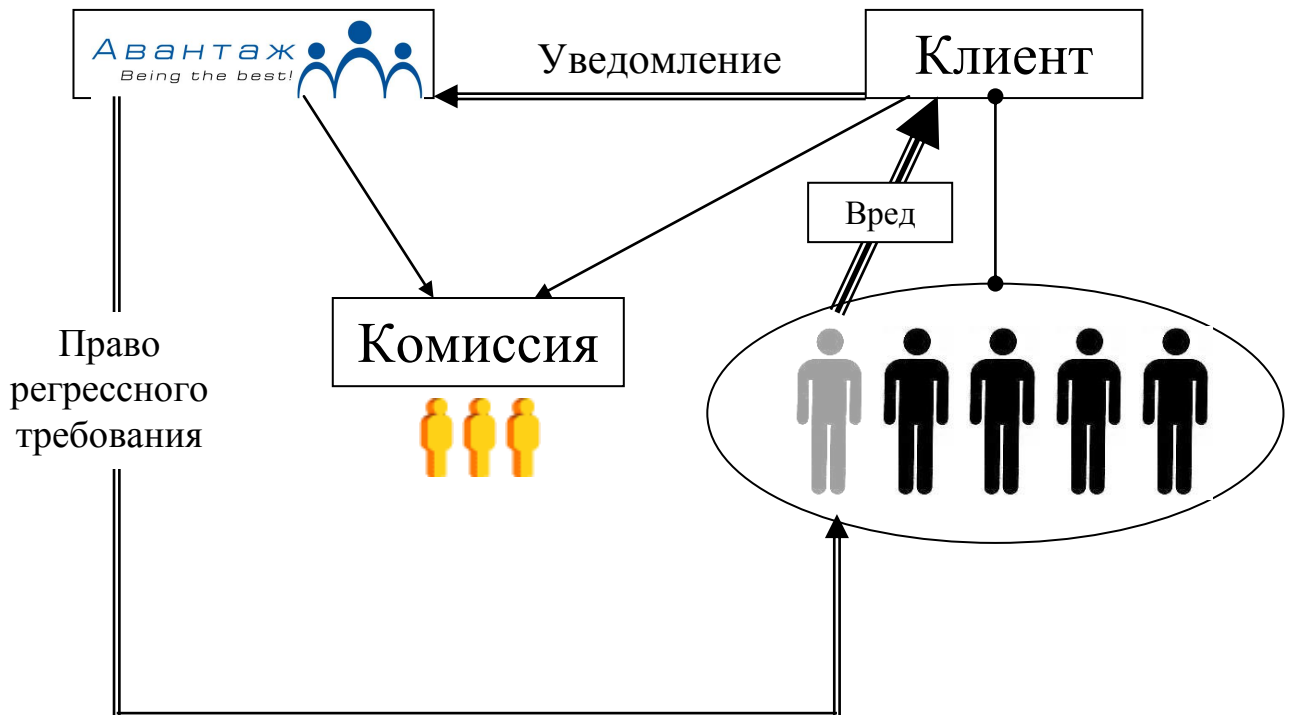 Авантаж
Being the best!
Уведомление
Клиент
Вред
Комиссия
Право
регрессного
требования